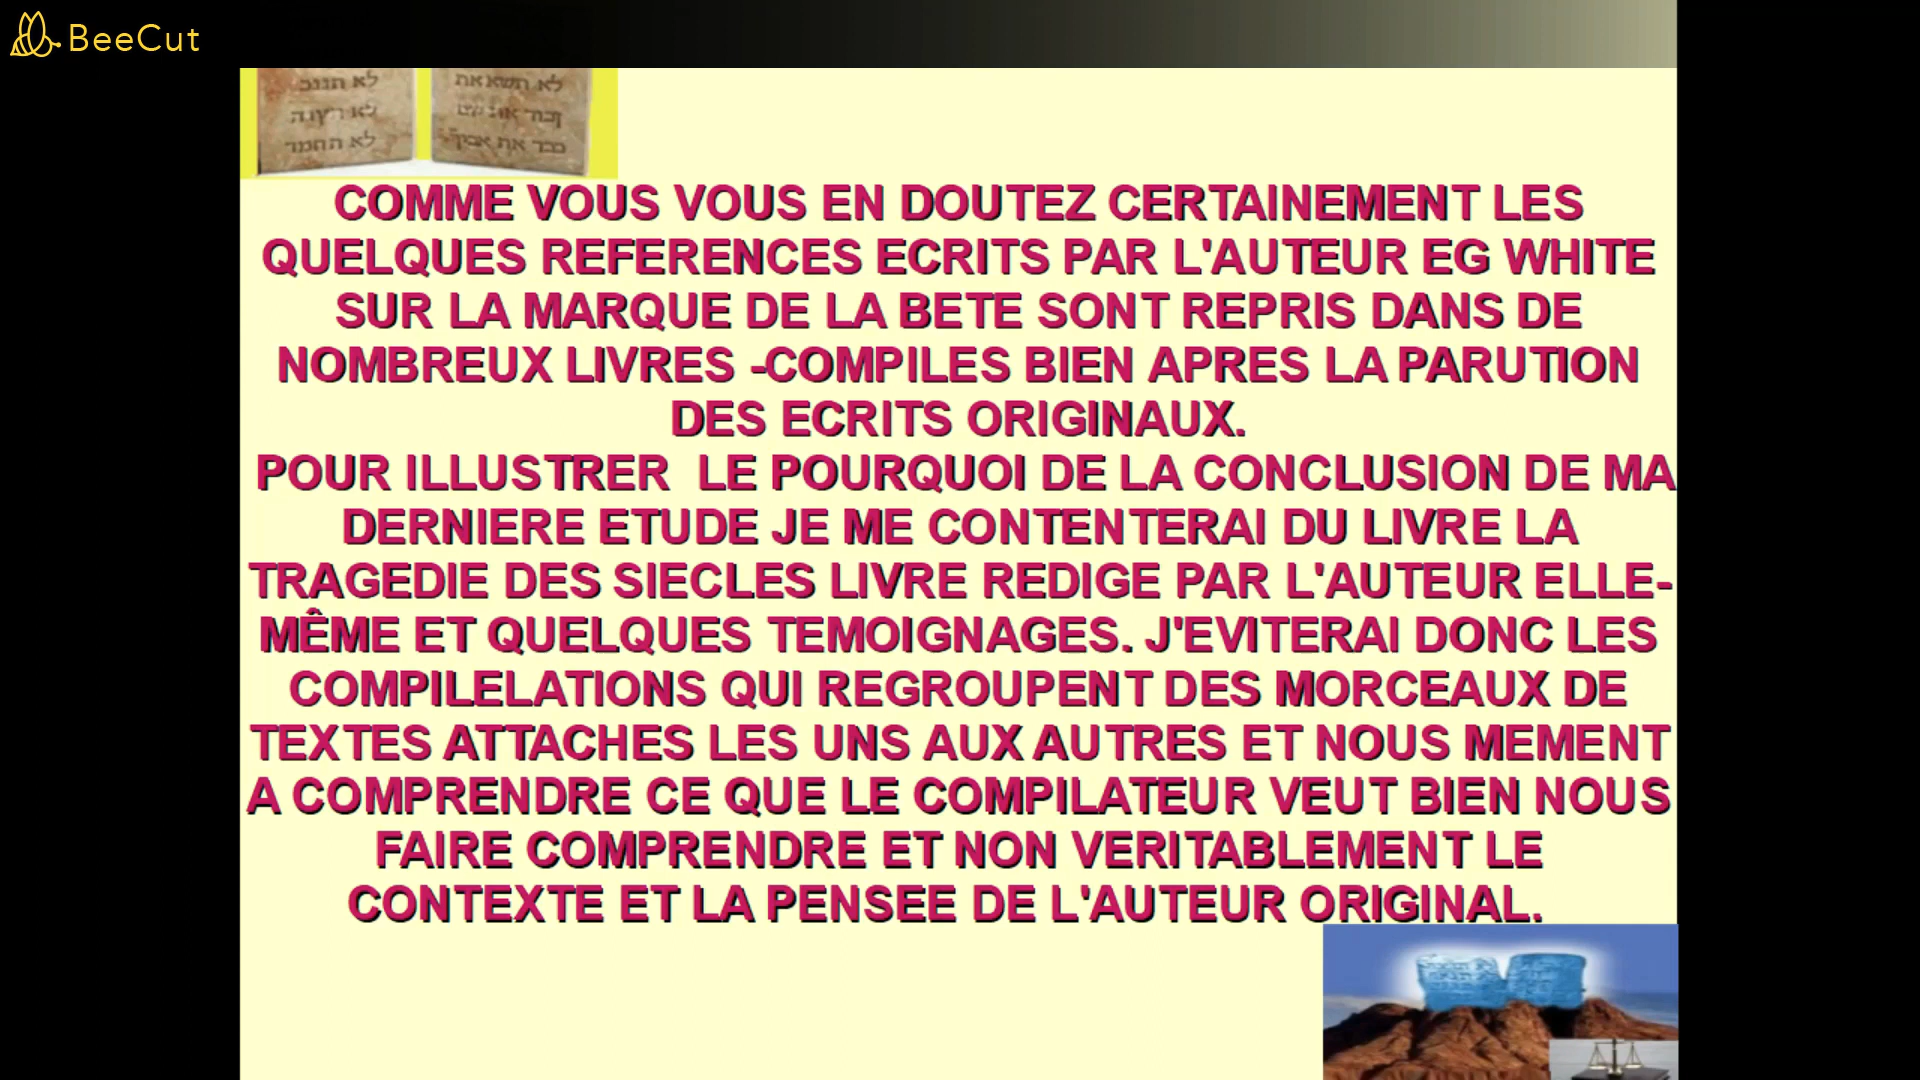 BeeCut
COMME VOUS VOUS EN DOUTEZ CERTAINEMENT LES
QUELQUES REFERENCES ECRITS PAR L'AUTEUR EG WHITE
SUR LA MARQUE DE LA BETE SONT REPRIS DANS DE
NOMBREUX LIVRES -COMPILES BIEN APRES LA PARUTION
DES ECRITS ORIGINAUX.
POUR ILLUSTRER  LE POURQUOI DE LA CONCLUSION DE MA
DERNIERE ETUDE JE ME CONTENTERAI DU LIVRE LA
TRAGEDIE DES SIECLES LIVRE REDIGE PAR L'AUTEUR ELLE-
MÊME ET QUELQUES TEMOIGNAGES. J'EVITERAI DONC LES
COMPILELATIONS QUI REGROUPENT DES MORCEAUX DE
TEXTES ATTACHES LES UNS AUX AUTRES ET NOUS MEMENT
A COMPRENDRE CE QUE LE COMPILATEUR VEUT BIEN NOUS
FAIRE COMPRENDRE ET NON VERITABLEMENT LE
CONTEXTE ET LA PENSEE DE L'AUTEUR ORIGINAL.